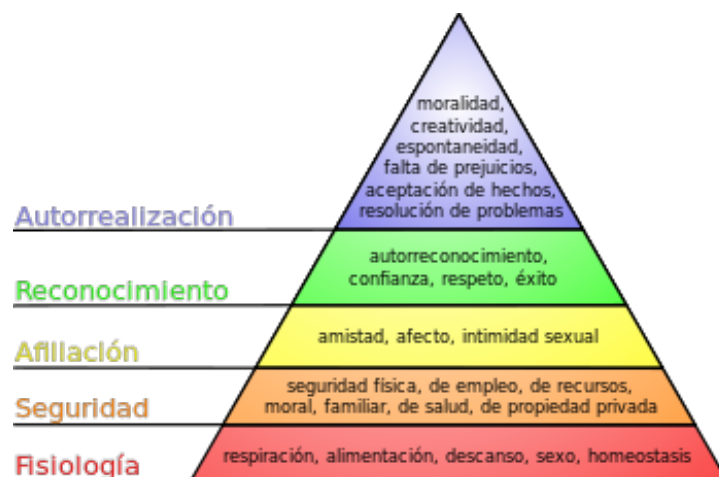 moralidad,
creatividad,
espontaneidad,
falta de prejuicios,
aceptación de hechos,
resolución de problemas
Autorrealización
autorreconocimiento,
confianza, respeto, éxito
Reconocimiento
amistad, afecto, intimidad sexual
Afiliación
seguridad física, de empleo, de recursos,
moral, familiar, de salud, de propiedad privada
Seguridad
respiración, alimentación, descanso, sexo, homeostasis
Fisiología